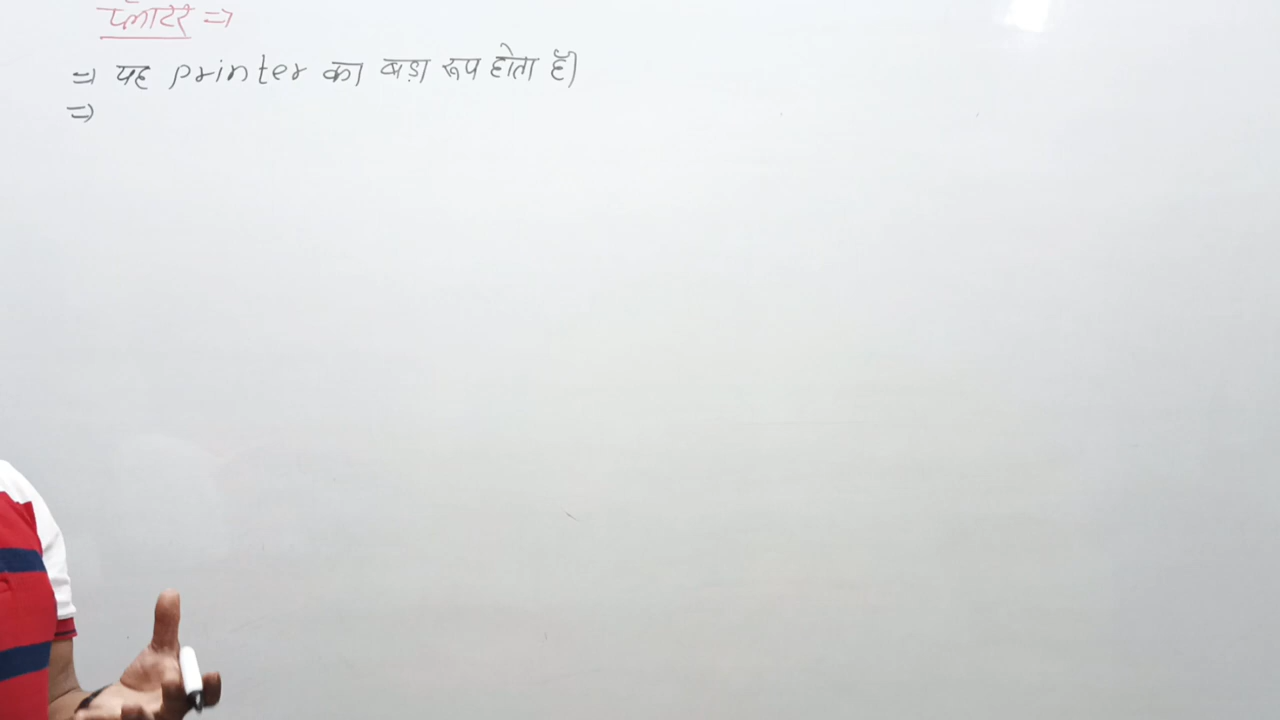 प्लॉटर =>
=> यह printer का बड़ा रूप होता है)
=>